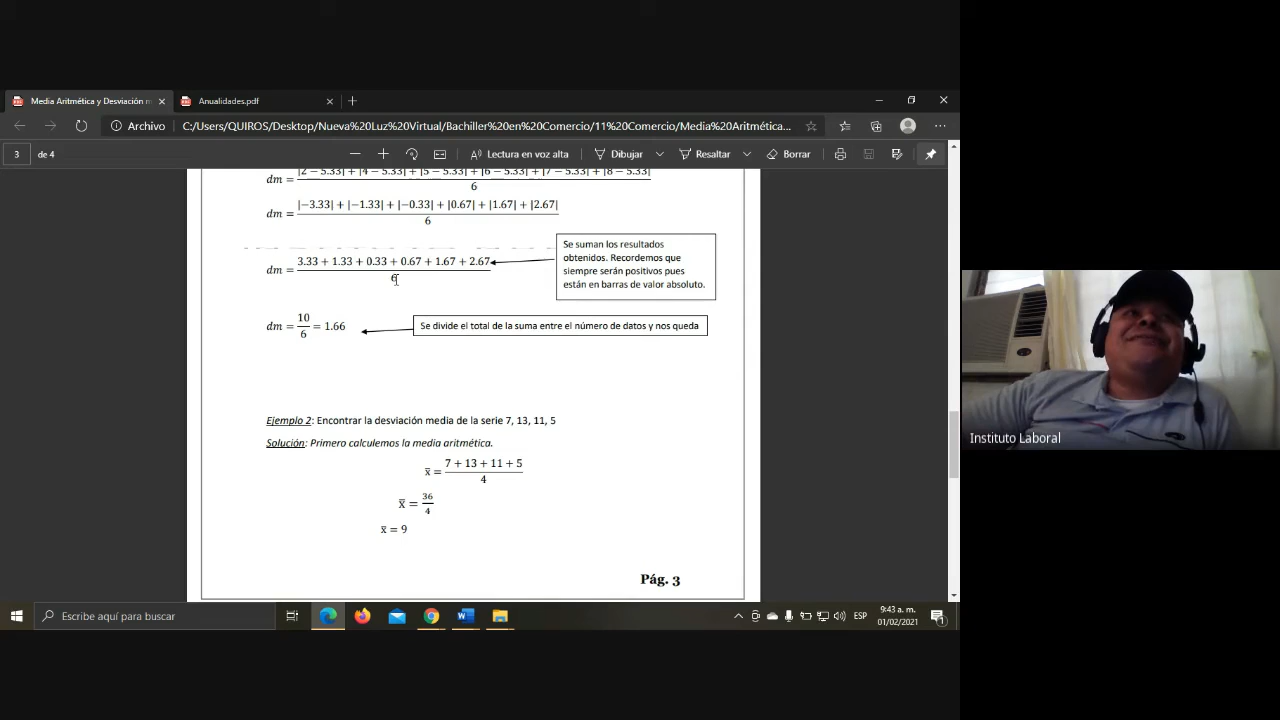 Media Aritmética y Desviación m
Anualidades.pdf
Archivo C:/Users/QUIROS/Desktop/Nueva%20Luz%20Virtual/Bachiller%20en%20Comercio/11%20Comercio/Media%20Aritmética...
3 de 4 Lectura en voz alta Dibujar Resaltar Borrar
dm = |2 − 5.33| + |4 − 5.33| + |5 − 5.33| + |6 − 5.33| + |7 − 5.33| + |8 − 5.33| / 6
dm = |−3.33| + |−1.33| + |−0.33| + |0.67| + |1.67| + |2.67| / 6
dm = 3.33 + 1.33 + 0.33 + 0.67 + 1.67 + 2.67 / 6
Se suman los resultados
obtenidos. Recordemos que
siempre serán positivos pues
están en barras de valor absoluto.
dm = 10/6 = 1.66
Se divide el total de la suma entre el número de datos y nos queda
Ejemplo 2: Encontrar la desviación media de la serie 7, 13, 11, 5
Solución: Primero calculemos la media aritmética.
x̄ = 7 + 13 + 11 + 5 / 4
x̄ = 36/4
x̄ = 9
Pág. 3
Instituto Laboral
Escribe aquí para buscar
ESP
9:43 a. m.
01/02/2021
1